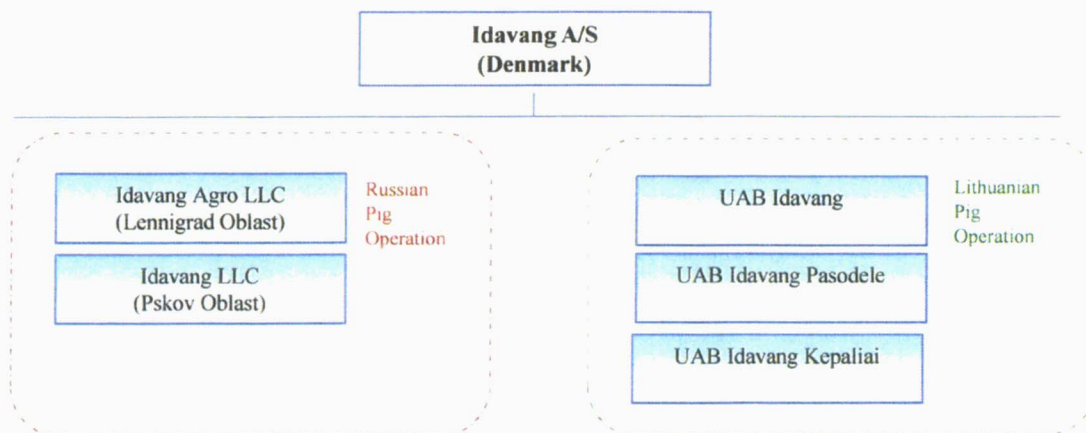 Idavang A/S
(Denmark)
Idavang Agro LLC
(Lennigrad Oblast)
Russian
Pig
Operation
Idavang LLC
(Pskov Oblast)
UAB Idavang
Lithuanian
Pig
Operation
UAB Idavang Pasodele
UAB Idavang Kepaliai